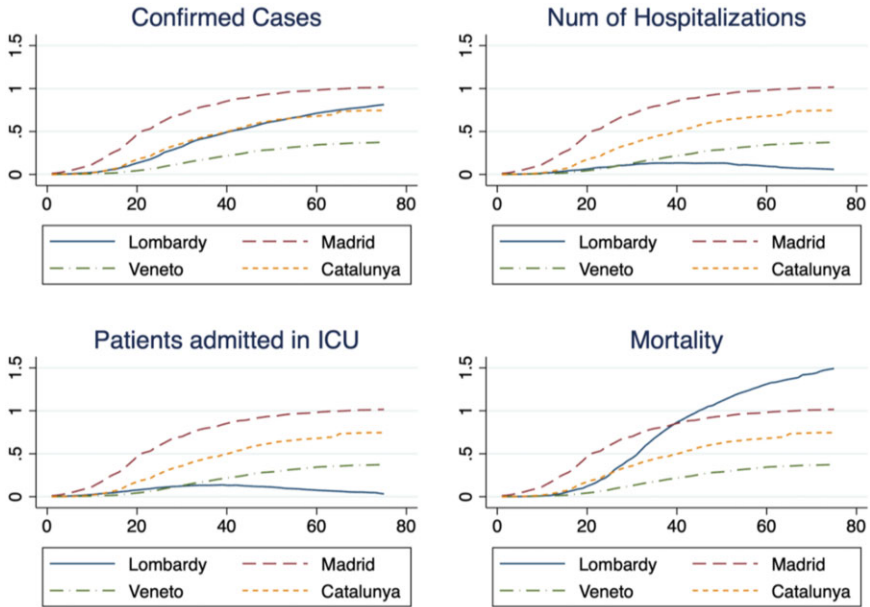 Confirmed Cases
1.5
1
.5
0
0 20 40 60 80
Lombardy Madrid
Veneto Catalunya
Num of Hospitalizations
1.5
1
.5
0
0 20 40 60 80
Lombardy Madrid
Veneto Catalunya
Patients admitted in ICU
1.5
1
.5
0
0 20 40 60 80
Lombardy Madrid
Veneto Catalunya
Mortality
1.5
1
.5
0
0 20 40 60 80
Lombardy Madrid
Veneto Catalunya